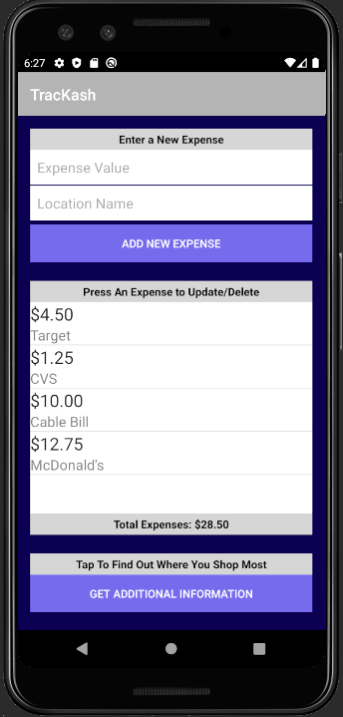 6:27
TracKash
Enter a New Expense
Expense Value
Location Name
ADD NEW EXPENSE
Press An Expense to Update/Delete
$4.50
Target
$1.25
CVS
$10.00
Cable Bill
$12.75
McDonald's
Total Expenses: $28.50
Tap To Find Out Where You Shop Most
GET ADDITIONAL INFORMATION